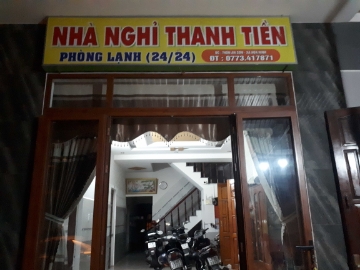 NHÀ NGHỈ THANH TIẾN
PHÒNG LẠNH (24/24)
ĐT : 0773.417871